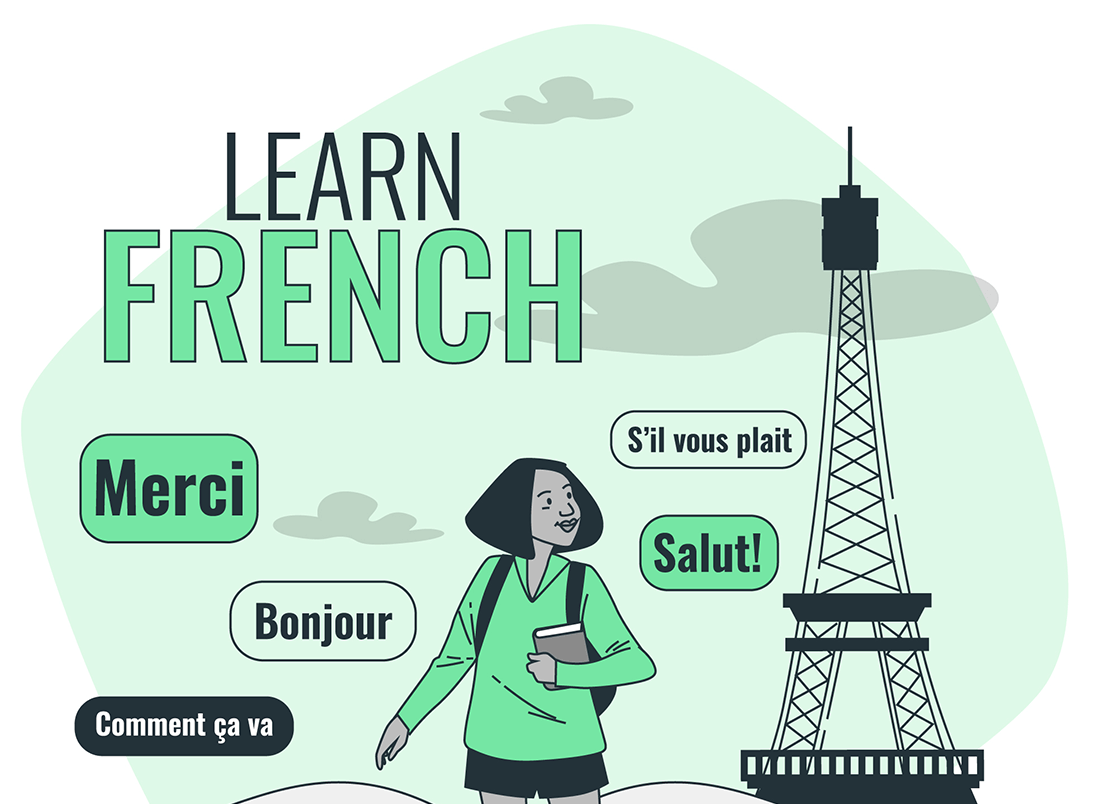 LEARN
FRENCH
S'il vous plait
Merci
Salut!
Bonjour
Comment ça va